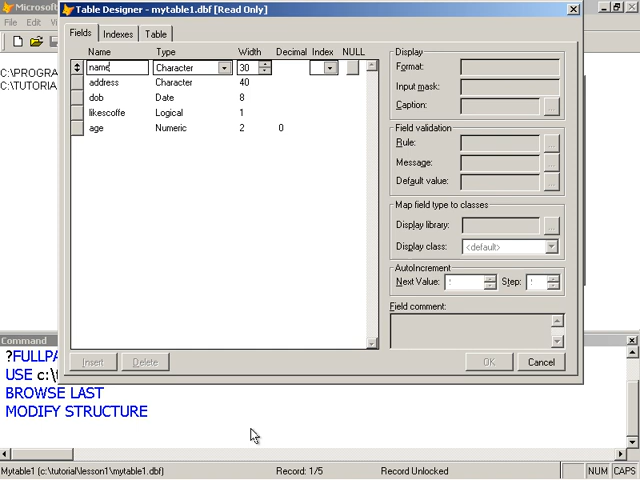 Microsoft
Table Designer - mytable1.dbf [Read Only]
File Edit
Fields Indexes Table
Name Type Width Decimal Index NULL
name Character 30
address Character 40
dob Date 8
likescoffe Logical 1
age Numeric 2 0
C:\PROGRA
C:\TUTORIA
Display
Format:
Input mask:
Caption:
Field validation
Rule:
Message:
Default value:
Map field type to classes
Display library:
Display class: <default>
AutoIncrement
Next Value: Step:
Field comment:
Insert Delete OK Cancel
Command
?FULLPA
USE c:\
BROWSE LAST
MODIFY STRUCTURE
Mytable1 (c:\tutorial\lesson1\mytable1.dbf) Record: 1/5 Record Unlocked NUM CAPS